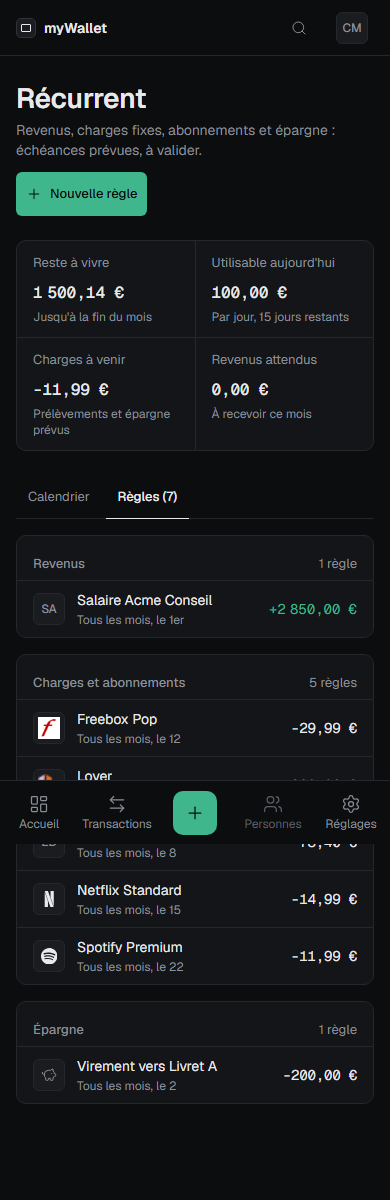 myWallet
CM
Récurrent
Revenus, charges fixes, abonnements et épargne :
échéances prévues, à valider.
Nouvelle règle
Reste à vivre
1 500,14 €
Jusqu'à la fin du mois
Utilisable aujourd'hui
100,00 €
Par jour, 15 jours restants
Charges à venir
-11,99 €
Prélèvements et épargne
prévus
Revenus attendus
0,00 €
À recevoir ce mois
Calendrier
Règles (7)
Revenus
1 règle
SA
Salaire Acme Conseil
+2 850,00 €
Tous les mois, le 1er
Charges et abonnements
5 règles
Freebox Pop
-29,99 €
Tous les mois, le 12
Loyer
Accueil
Transactions
Personnes
Réglages
Tous les mois, le 8
Netflix Standard
-14,99 €
Tous les mois, le 15
Spotify Premium
-11,99 €
Tous les mois, le 22
Épargne
1 règle
Virement vers Livret A
-200,00 €
Tous les mois, le 2